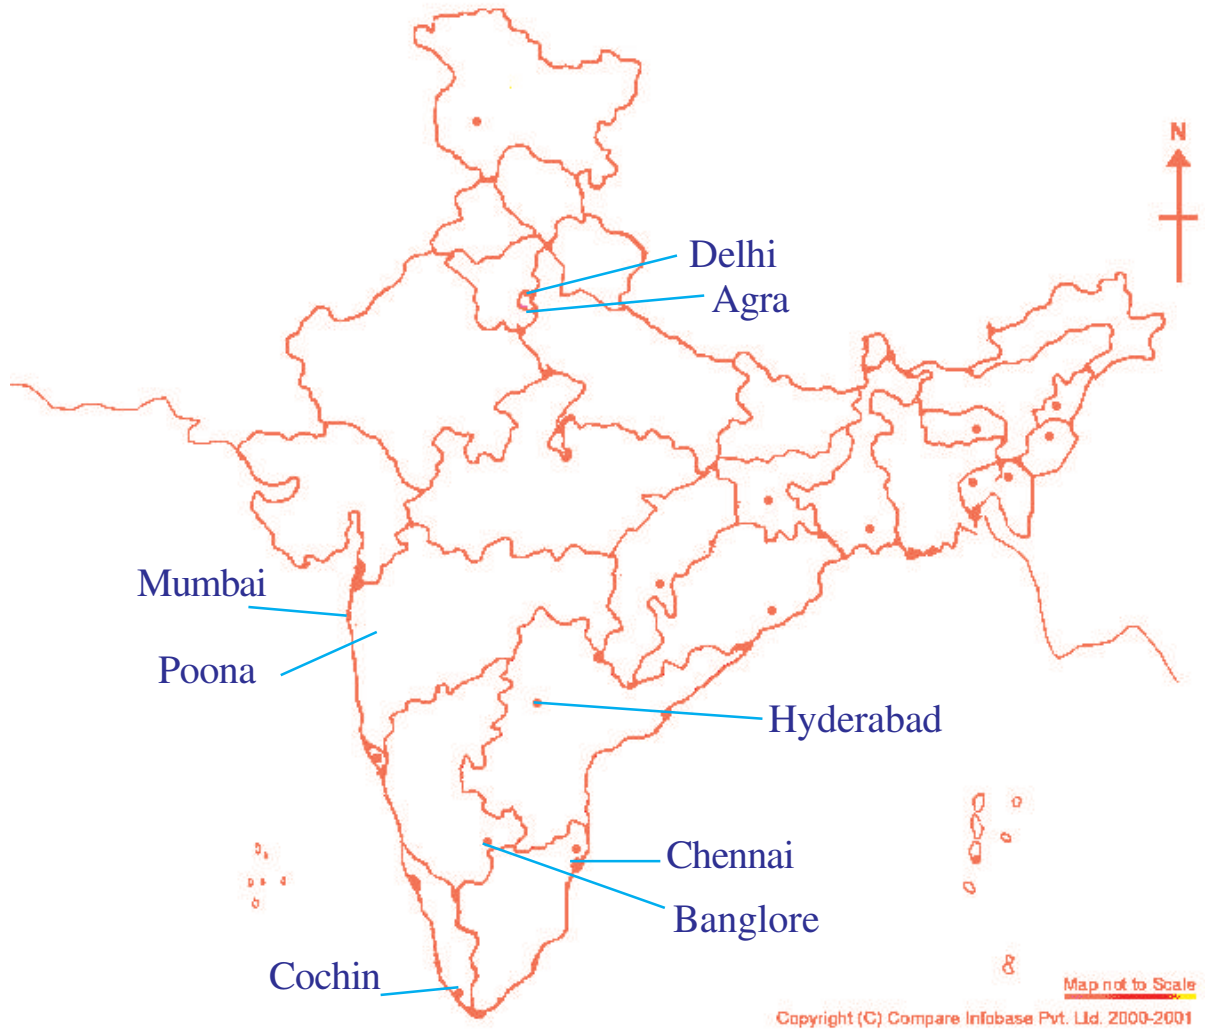 N
Delhi
Agra
Mumbai
Poona
Hyderabad
Chennai
Banglore
Cochin
Map not to Scale
Copyright (C) Compare Infobase Pvt. Ltd. 2000-2001